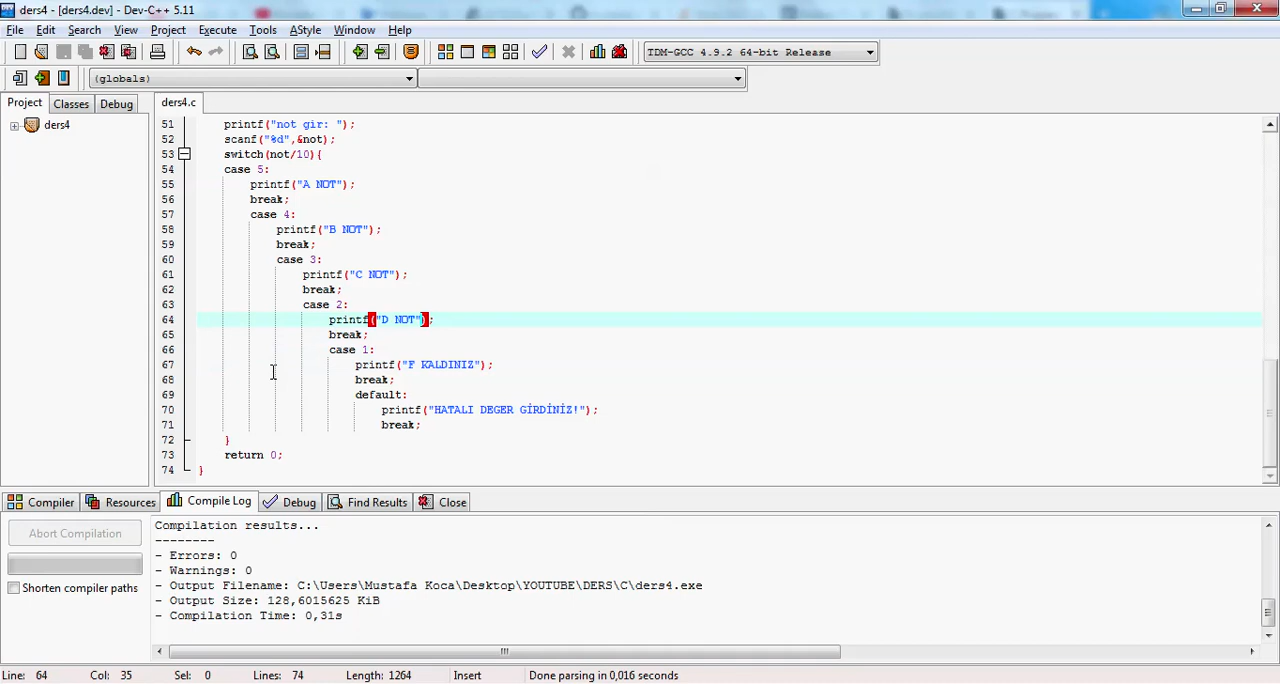 ders4 - [ders4.dev] - Dev-C++ 5.11
File Edit Search View Project Execute Tools AStyle Window Help
TDM-GCC 4.9.2 64-bit Release
(globals)
Project Classes Debug
ders4.c
ders4
51 printf("not gir: ");
52 scanf("%d",&not);
53 switch(not/10){
54 case 5:
55 printf("A NOT");
56 break;
57 case 4:
58 printf("B NOT");
59 break;
60 case 3:
61 printf("C NOT");
62 break;
63 case 2:
64 printf("D NOT");
65 break;
66 case 1:
67 printf("F KALDINIZ");
68 break;
69 default:
70 printf("HATALI DEGER GİRDİNİZ!");
71 break;
72 }
73 return 0;
74 }
Compiler Resources Compile Log Debug Find Results Close
Abort Compilation
Shorten compiler paths
Compilation results...
--------
- Errors: 0
- Warnings: 0
- Output Filename: C:\Users\Mustafa Koca\Desktop\YOUTUBE\DERS\C\ders4.exe
- Output Size: 128,6015625 KiB
- Compilation Time: 0,31s
Line: 64 Col: 35 Sel: 0 Lines: 74 Length: 1264 Insert Done parsing in 0,016 seconds